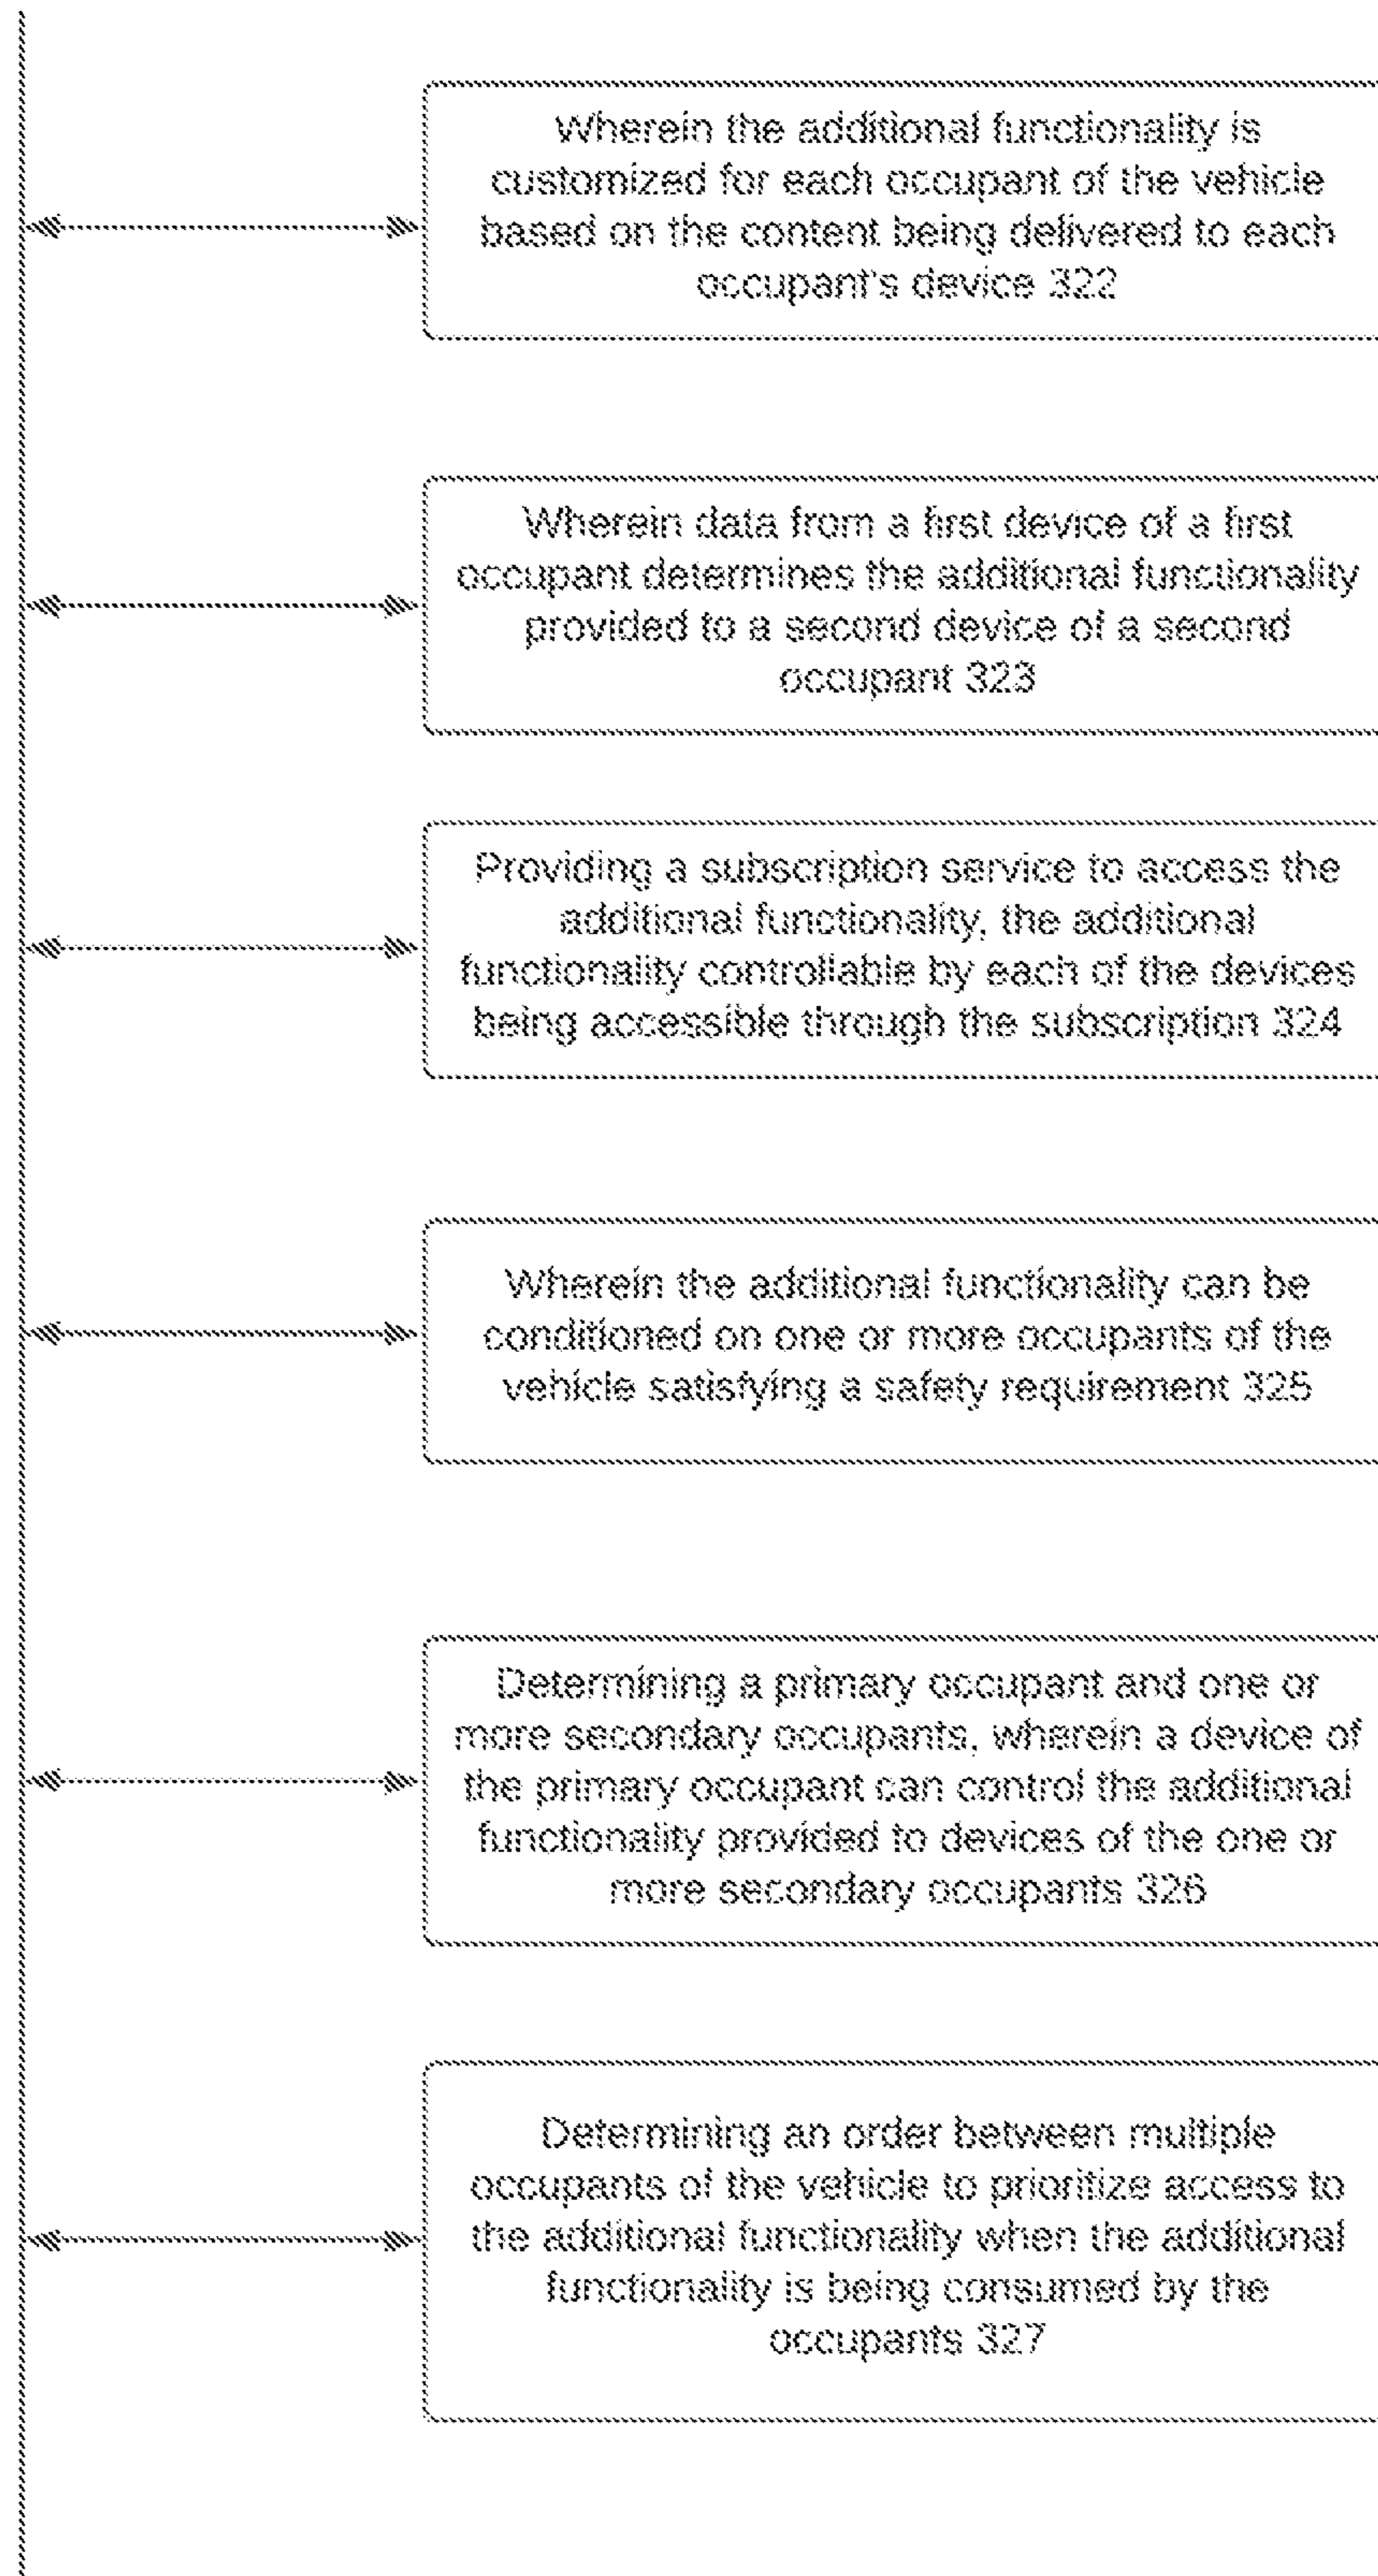 Wherein the additional functionality is
customized for each occupant of the vehicle
based on the content being delivered to each
occupant's device 322
Wherein data from a first device of a first
occupant determines the additional functionality
provided to a second device of a second
occupant 323
Providing a subscription service to access the
additional functionality, the additional
functionality controllable by each of the devices
being accessible through the subscription 324
Wherein the additional functionality can be
conditioned on one or more occupants of the
vehicle satisfying a safety requirement 325
Determining a primary occupant and one or
more secondary occupants, wherein a device of
the primary occupant can control the additional
functionality provided to devices of the one or
more secondary occupants 326
Determining an order between multiple
occupants of the vehicle to prioritize access to
the additional functionality when the additional
functionality is being consumed by the
occupants 327